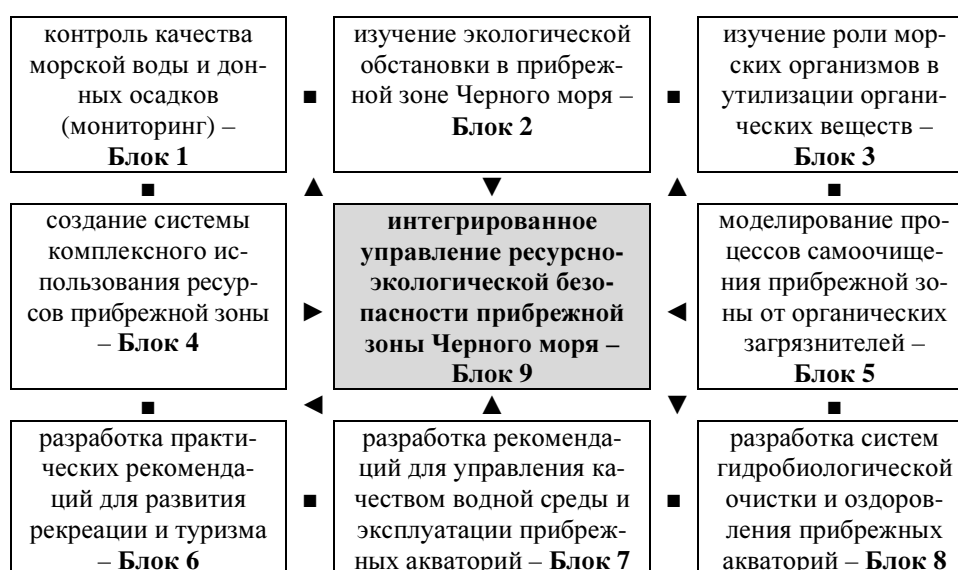 контроль качества
морской воды и дон-
ных осадков
(мониторинг) –
Блок 1
изучение экологической
обстановки в прибреж-
ной зоне Черного моря –
Блок 2
изучение роли мор-
ских организмов в
утилизации органи-
ческих веществ –
Блок 3
создание системы
комплексного ис-
пользования ресур-
сов прибрежной зоны
– Блок 4
интегрированное
управление ресурсно-
экологической безо-
пасности прибрежной
зоны Черного моря –
Блок 9
моделирование про-
цессов самоочище-
ния прибрежной зо-
ны от органических
загрязнителей –
Блок 5
разработка практи-
ческих рекоменда-
ций для развития
рекреации и туризма
– Блок 6
разработка рекоменда-
ций для управления ка-
чеством водной среды и
эксплуатации прибреж-
ных акваторий – Блок 7
разработка систем
гидробиологической
очистки и оздоров-
ления прибрежных
акваторий – Блок 8